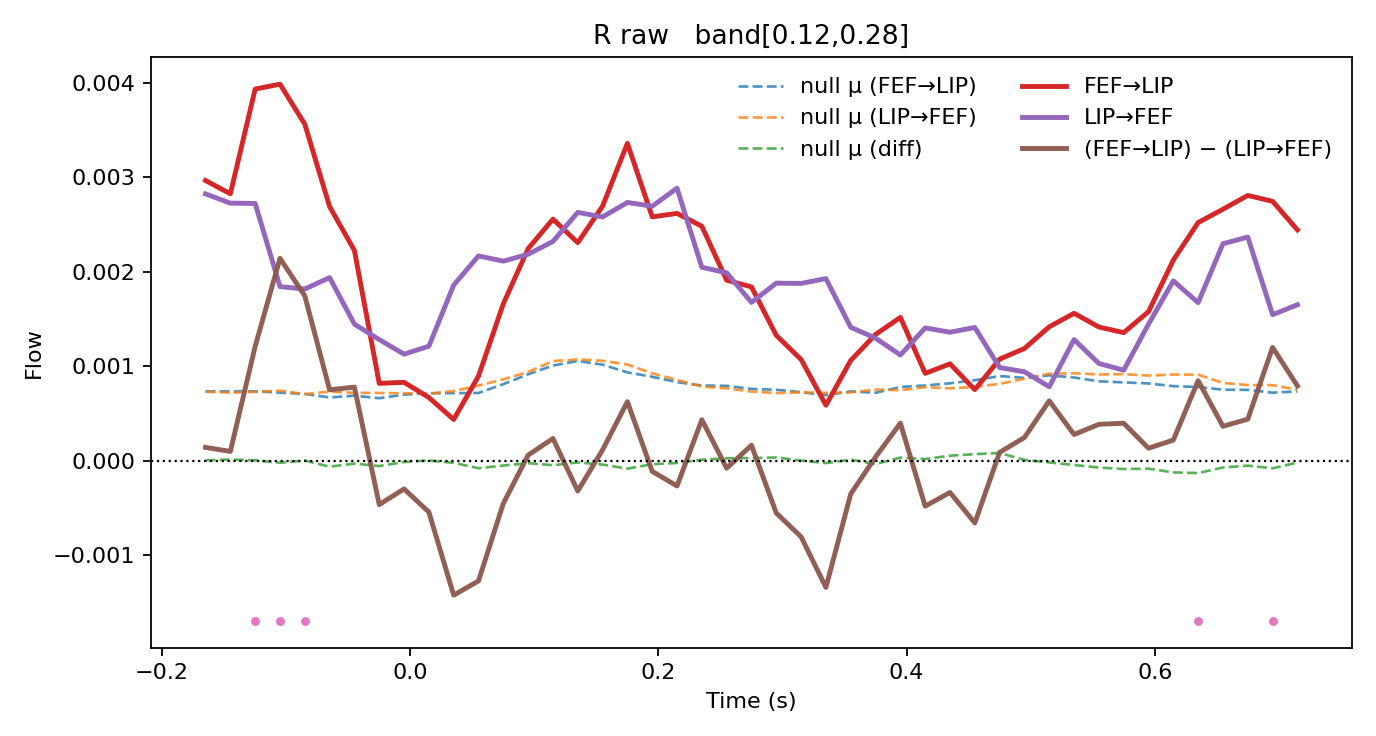 R raw   band[0.12,0.28]
null μ (FEF→LIP)
null μ (LIP→FEF)
null μ (diff)
FEF→LIP
LIP→FEF
(FEF→LIP) − (LIP→FEF)
Flow
0.004
0.003
0.002
0.001
0.000
−0.001
−0.2
0.0
0.2
0.4
0.6
Time (s)